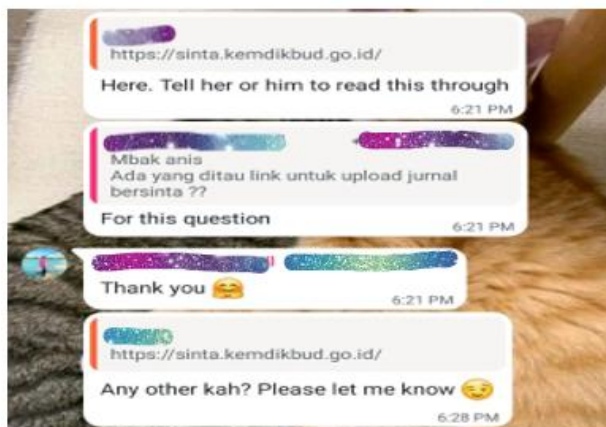 https://sinta.kemdikbud.go.id/
Here. Tell her or him to read this through
6:21 PM
Mbak anis
Ada yang ditau link untuk upload jurnal
bersinta ??
For this question
6:21 PM
Thank you 🤗
6:21 PM
https://sinta.kemdikbud.go.id/
Any other kah? Please let me know 😏
6:28 PM